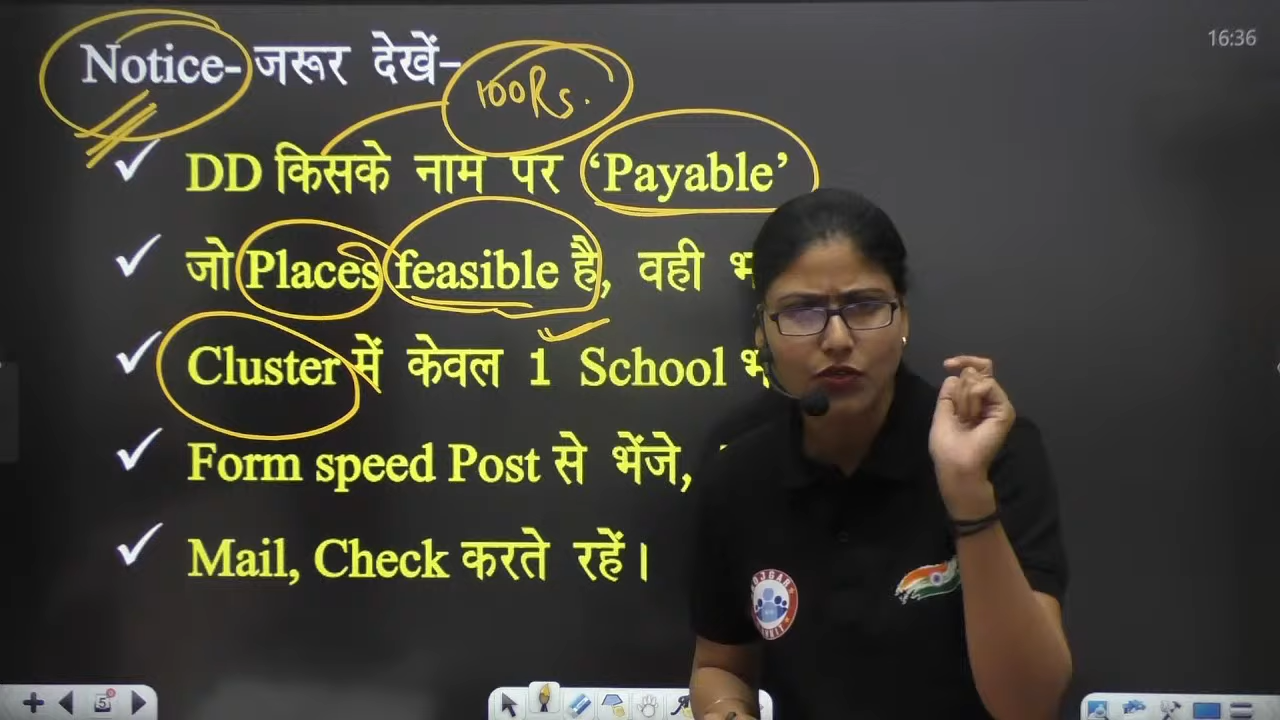 16:36
Notice- जरूर देखें-
100Rs.
DD किसके नाम पर ‘Payable’
जो Places feasible है, वही
Cluster में केवल 1 School
Form speed Post से भेंजे,
Mail, Check करते रहें।